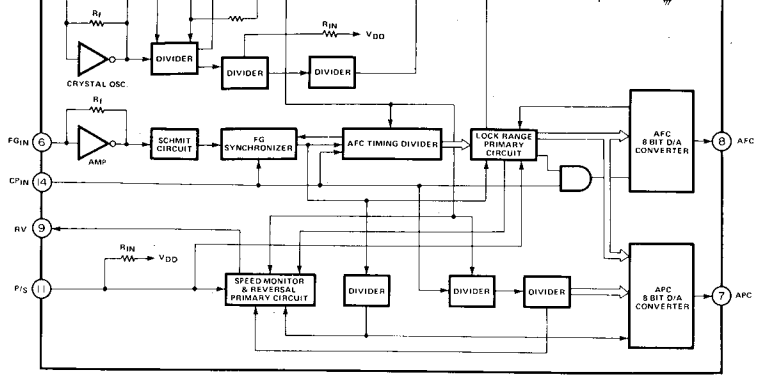 Rf
RIN
VDD
DIVIDER
DIVIDER
DIVIDER
CRYSTAL OSC.
Rf
FGIN 6
AMP
SCHMIT CIRCUIT
FG SYNCHRONIZER
AFC TIMING DIVIDER
LOCK RANGE PRIMARY CIRCUIT
AFC 8 BIT D/A CONVERTER
8 AFC
CPIN 14
RV 9
RIN
VDD
P/S 11
SPEED MONITOR & REVERSAL PRIMARY CIRCUIT
DIVIDER
DIVIDER
DIVIDER
APC 8 BIT D/A CONVERTER
7 APC